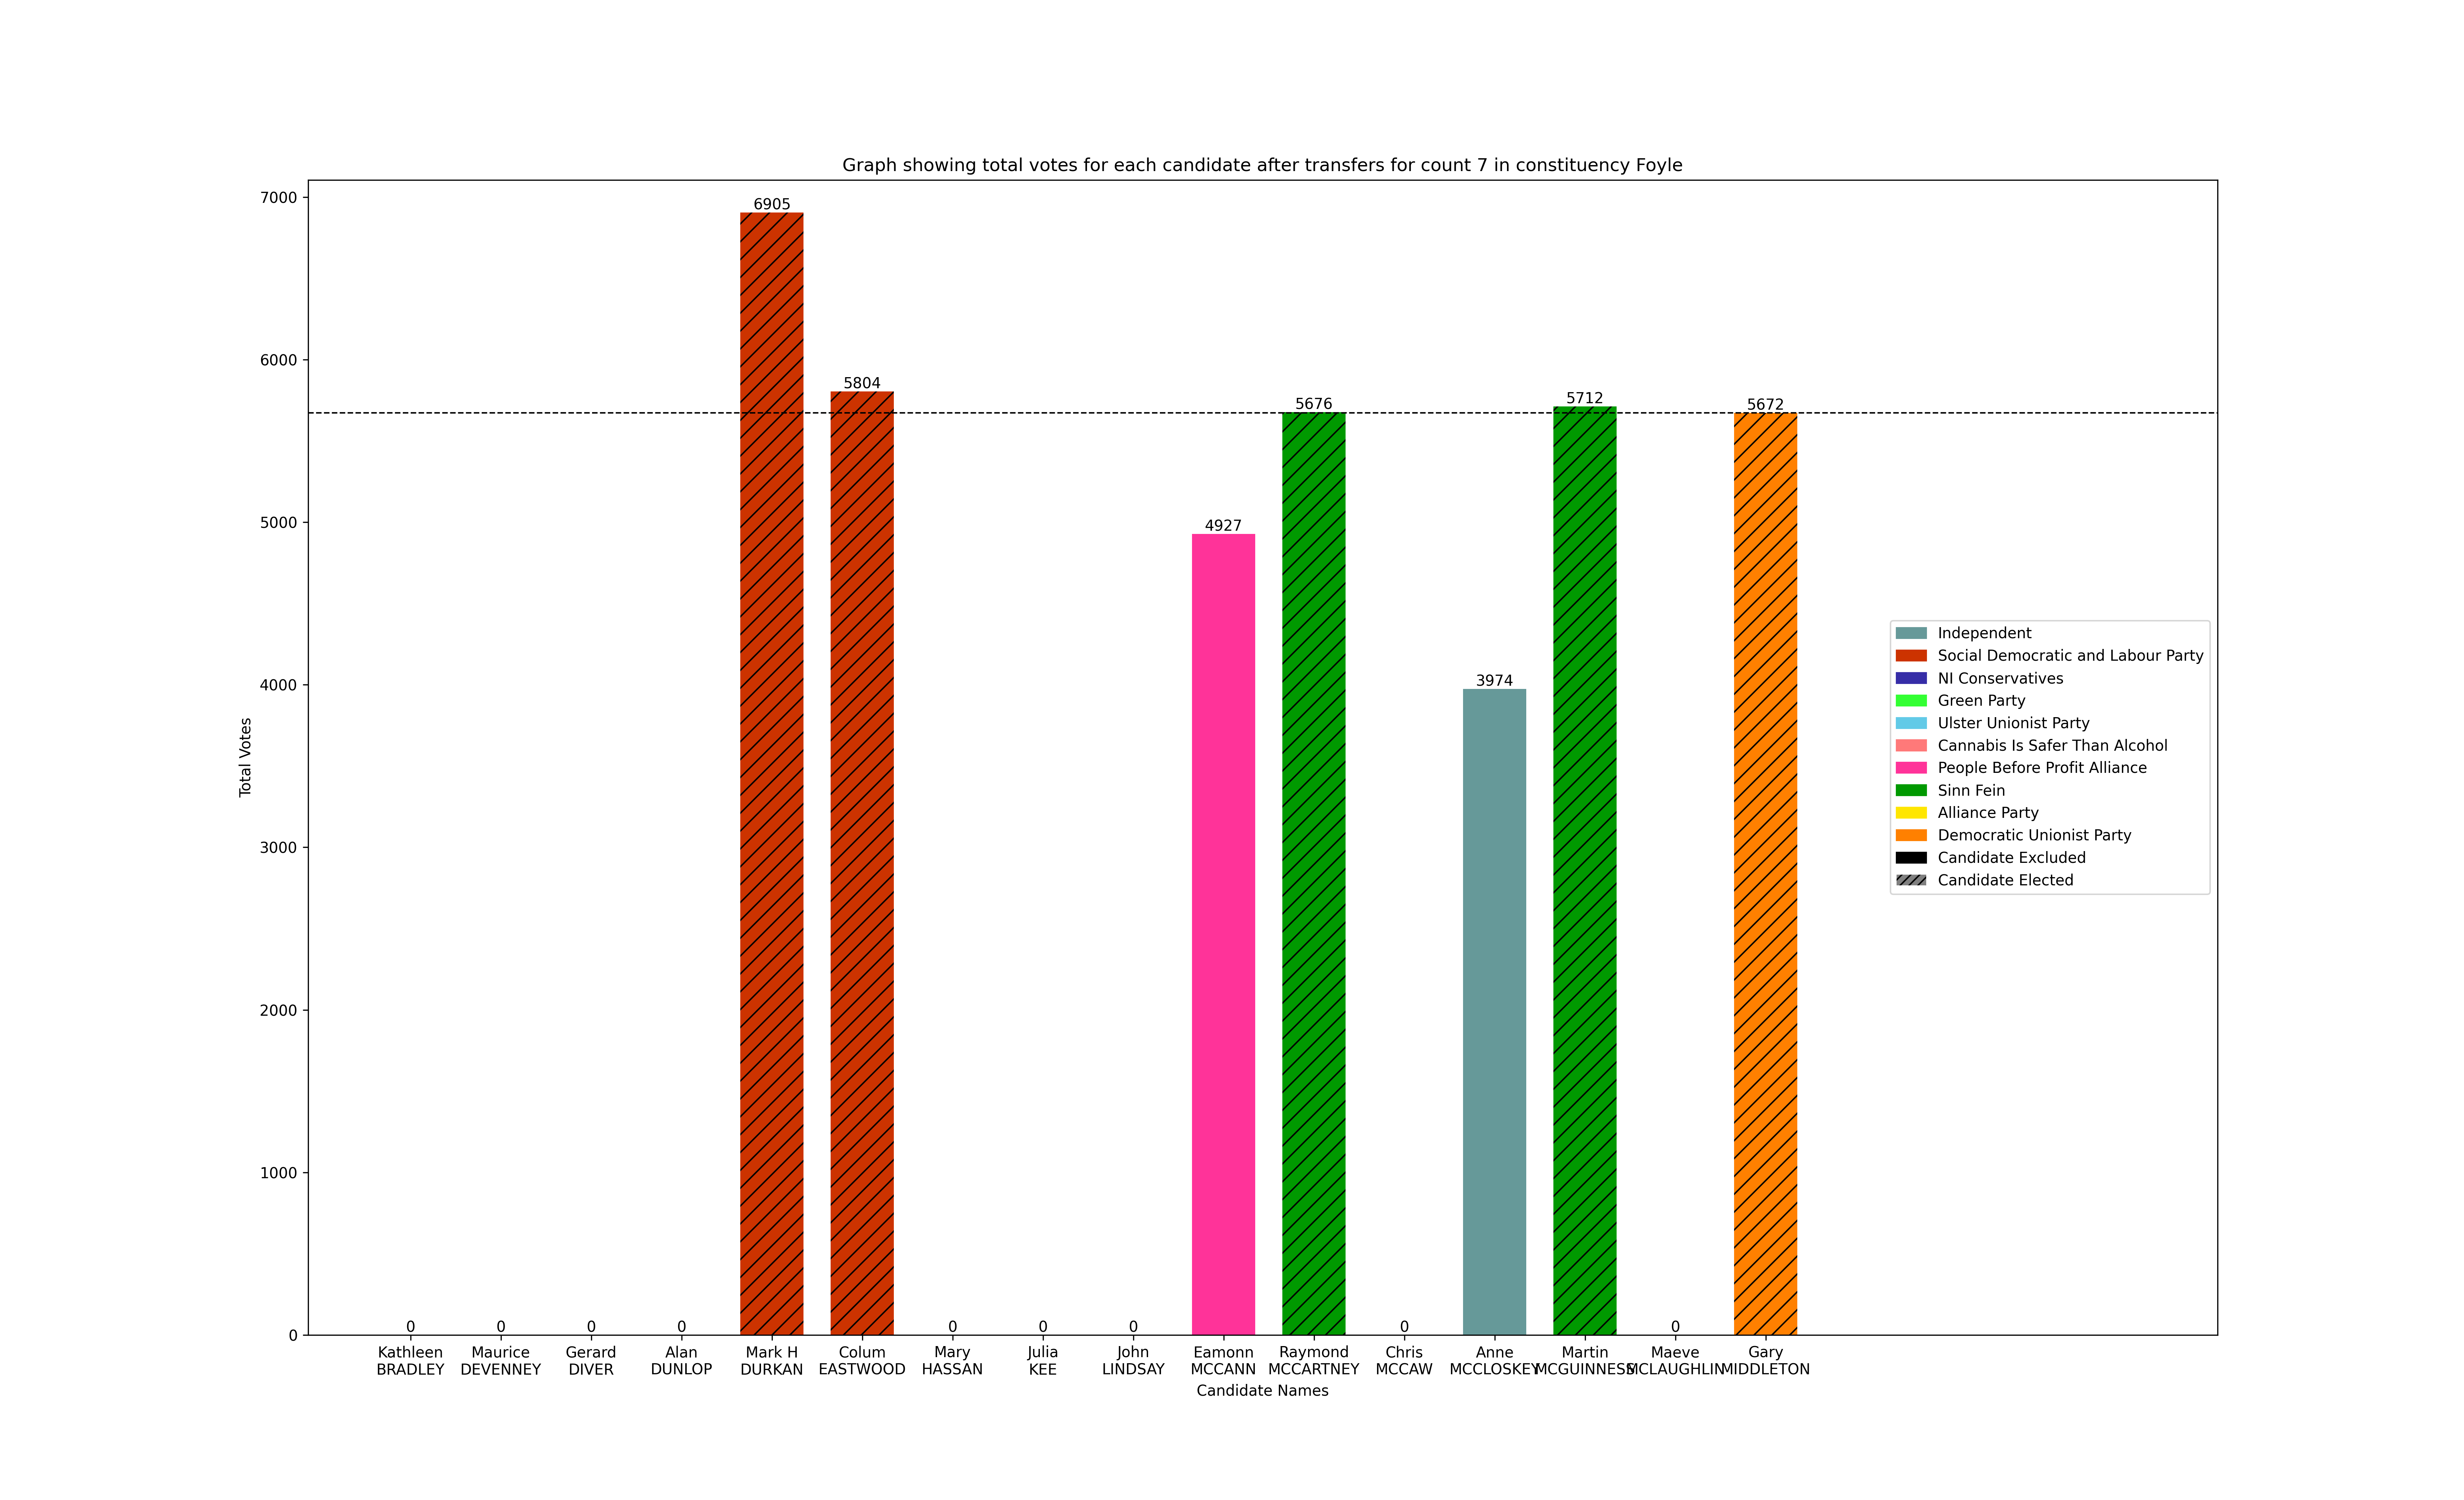 Graph showing total votes for each candidate after transfers for count 7 in constituency Foyle
Total Votes
7000
6000
5000
4000
3000
2000
1000
0
0
0
0
0
6905
5804
0
0
0
4927
5676
0
3974
5712
0
5672
Independent
Social Democratic and Labour Party
NI Conservatives
Green Party
Ulster Unionist Party
Cannabis Is Safer Than Alcohol
People Before Profit Alliance
Sinn Fein
Alliance Party
Democratic Unionist Party
Candidate Excluded
Candidate Elected
Kathleen
BRADLEY
Maurice
DEVENNEY
Gerard
DIVER
Alan
DUNLOP
Mark H
DURKAN
Colum
EASTWOOD
Mary
HASSAN
Julia
KEE
John
LINDSAY
Eamonn
MCCANN
Raymond
MCCARTNEY
Chris
MCCAW
Anne
MCCLOSKEY
Martin
MCGUINNESS
Maeve
MCLAUGHLIN
Gary
MIDDLETON
Candidate Names